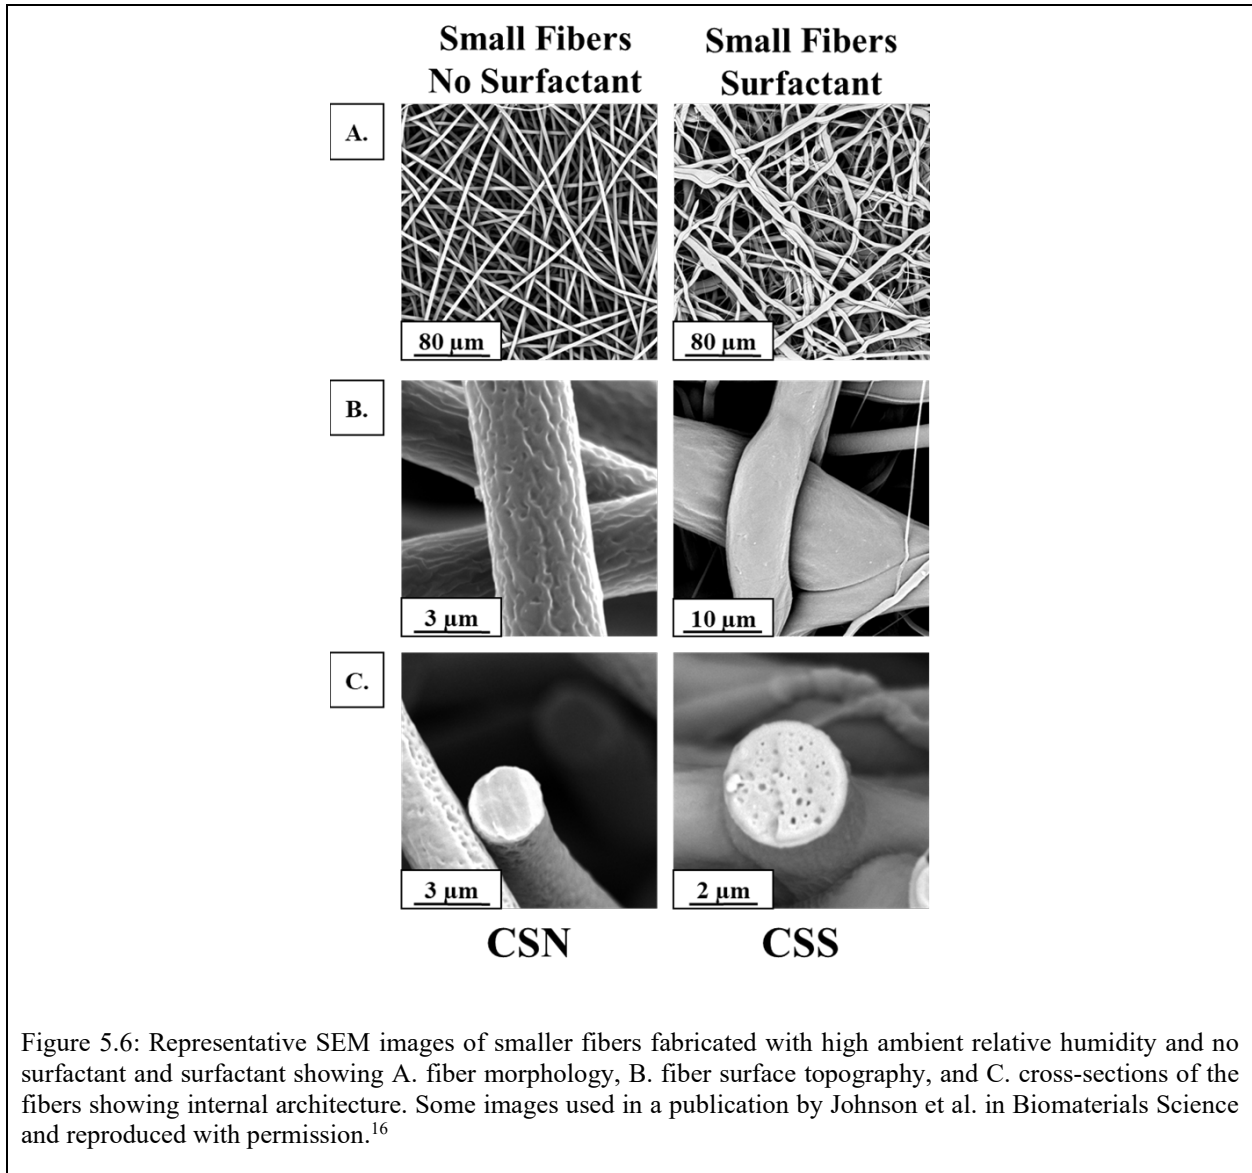 Small Fibers
No Surfactant
Small Fibers
Surfactant
A.
80 µm
80 µm
B.
3 µm
10 µm
C.
3 µm
2 µm
CSN
CSS
Figure 5.6: Representative SEM images of smaller fibers fabricated with high ambient relative humidity and no
surfactant and surfactant showing A. fiber morphology, B. fiber surface topography, and C. cross-sections of the
fibers showing internal architecture. Some images used in a publication by Johnson et al. in Biomaterials Science
and reproduced with permission.16